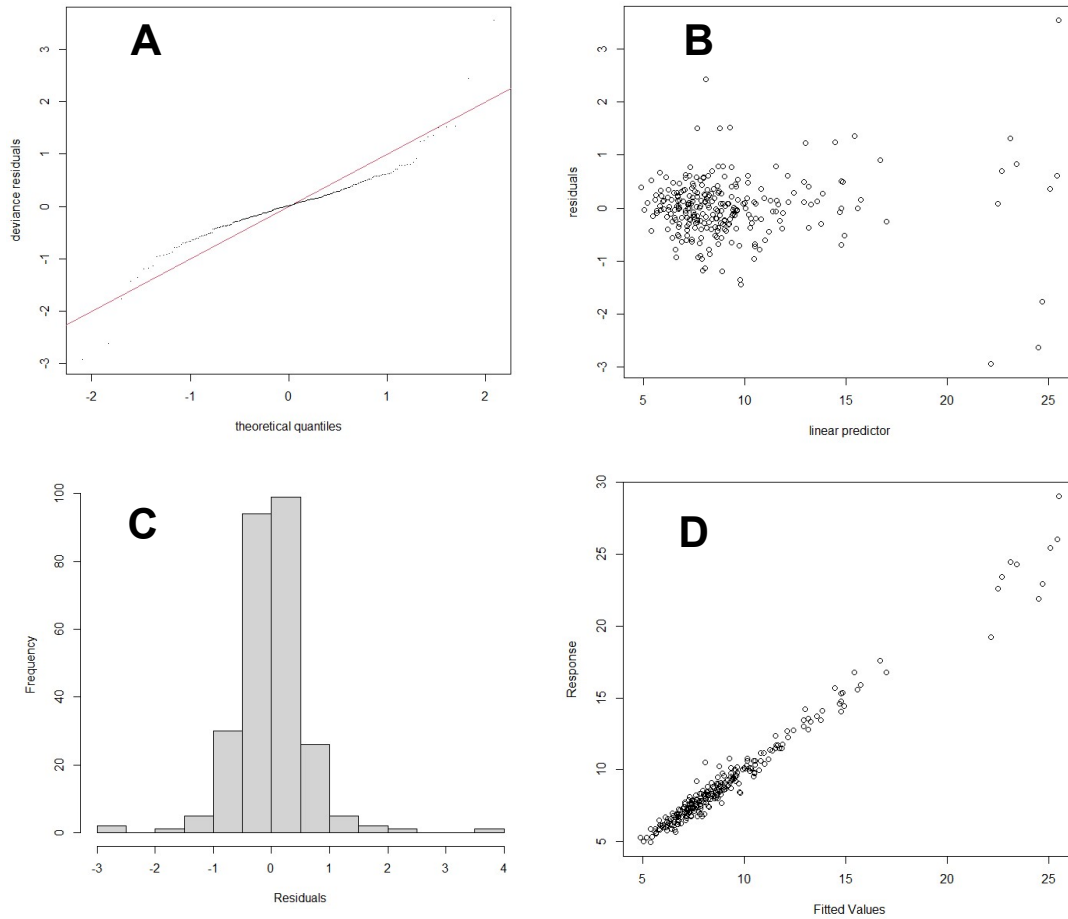 A
deviance residuals
3
2
1
0
-1
-2
-3
-2 -1 0 1 2
theoretical quantiles
B
residuals
3
2
1
0
-1
-2
-3
5 10 15 20 25
linear predictor
C
Frequency
100
80
60
40
20
0
-3 -2 -1 0 1 2 3 4
Residuals
D
Response
30
25
20
15
10
5
5 10 15 20 25
Fitted Values